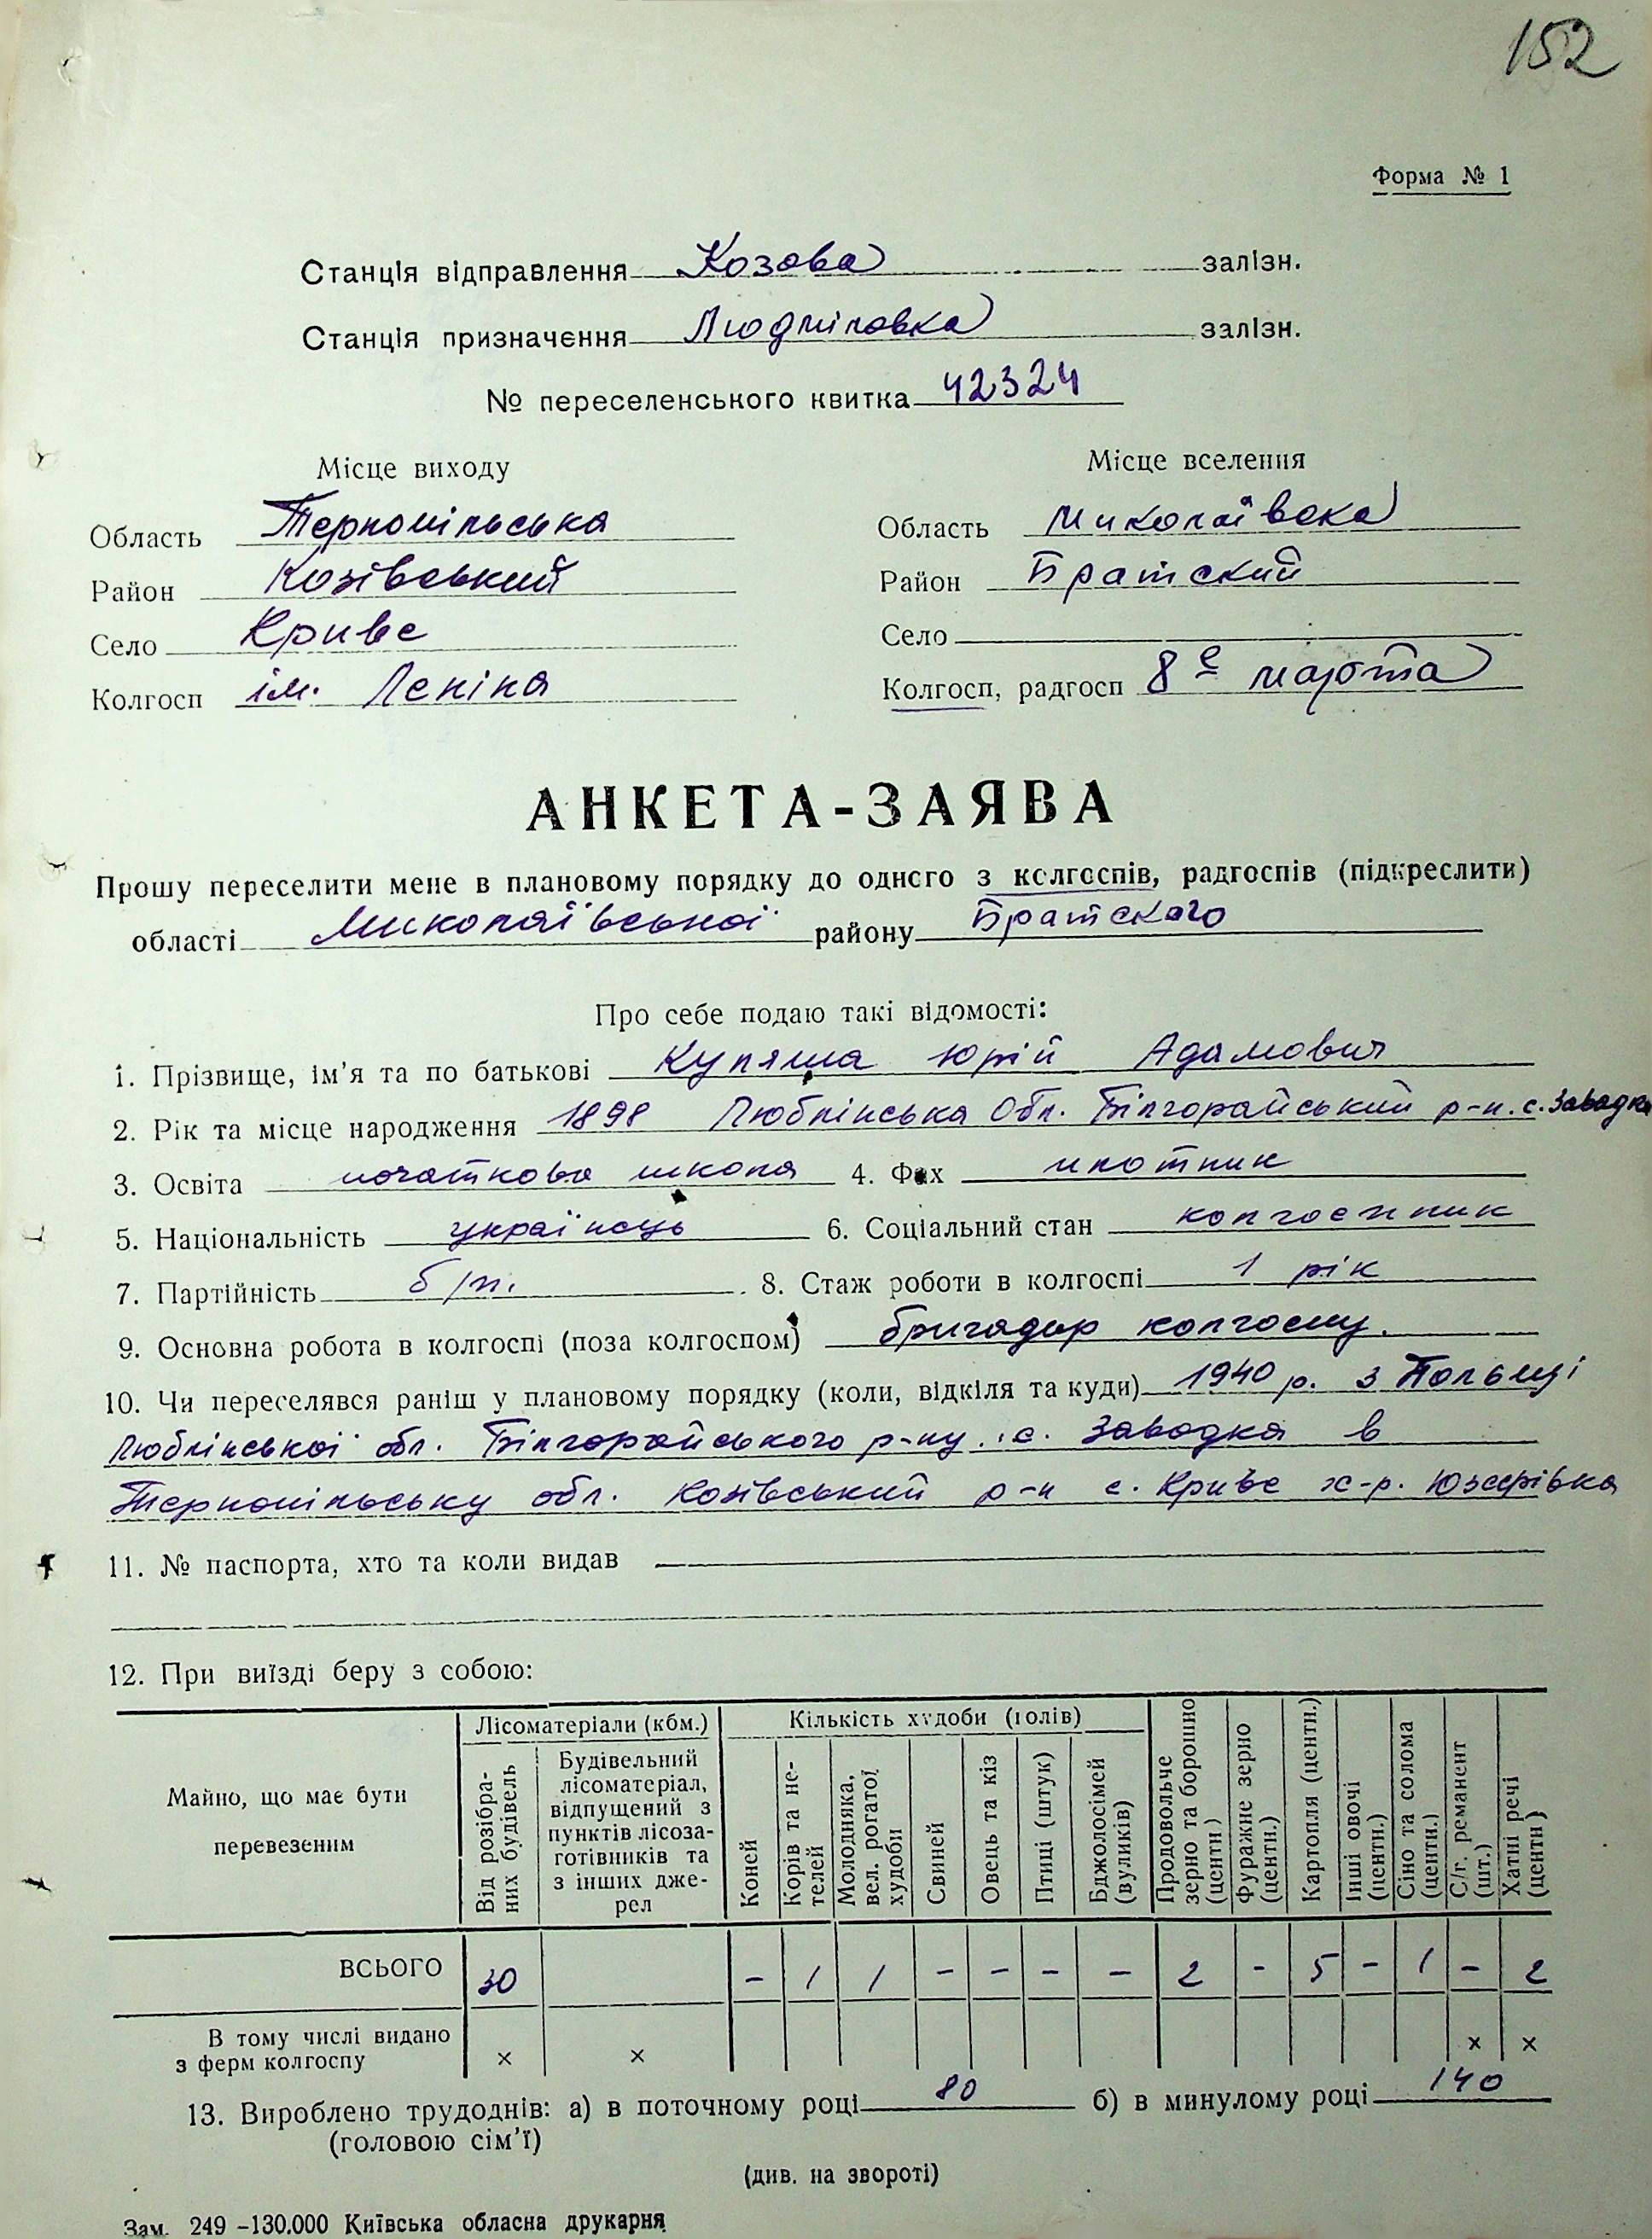 152
Форма № 1
Станція відправлення Козова залізн.
Станція призначення Людміловка залізн.
№ переселенського квитка 42324
Місце виходу Місце вселення
Область Тернопільська Область Миколаївска
Район Козівський Район Братский
Село Криве Село
Колгосп ім. Леніна Колгосп, радгосп 8е марта
АНКЕТА-ЗАЯВА
Прошу переселити мене в плановому порядку до одного з колгоспів, радгоспів (підкреслити)
області Миколаївської району Братского
Про себе подаю такі відомості:
1. Прізвище, ім'я та по батькові Куляша Юрій Адамович
2. Рік та місце народження 1898 Люблінська Обл. Білгорайський р-н. с. Завадка
3. Освіта початкова школа 4. Фах плотник
5. Національність українець 6. Соціальний стан колгоспник
7. Партійність б/п. 8. Стаж роботи в колгоспі 1 рік
9. Основна робота в колгоспі (поза колгоспом) бригадир колгоспу.
10. Чи переселявся раніш у плановому порядку (коли, відкіля та куди) 1940 р. з Польщі
Люблінської обл. Білгорайського р-ну. с. Завадка в
Тернопільську обл. Козівський р-н с. Криве х-р. Юзефівка
11. № паспорта, хто та коли видав
12. При виїзді беру з собою:
Майно, що має бути перевезеним
Лісоматеріали (кбм.)
Від розібраних будівель
Будівельний лісоматеріал, відпущений з пунктів лісозаготівників та з інших джерел
Кількість худоби (голів)
Коней
Корів та нетелей
Молодняка, вел. рогатої худоби
Свиней
Овець та кіз
Птиці (штук)
Бджолосімей (вуликів)
Продовольче зерно та борошно (центн)
Фуражне зерно (центн.)
Картопля (центн.)
Інші овочі (центн.)
Сіно та солома (центн.)
С/г. реманент (шт.)
Хатні речі (центн)
ВСЬОГО 30 - 1 1 - - - - 2 - 5 - 1 - 2
В тому числі видано
з ферм колгоспу × × × ×
13. Вироблено трудоднів: а) в поточному році 80 б) в минулому році 140
(головою сім'ї)
(див. на звороті)
Зам. 249 -130.000 Київська обласна друкарня